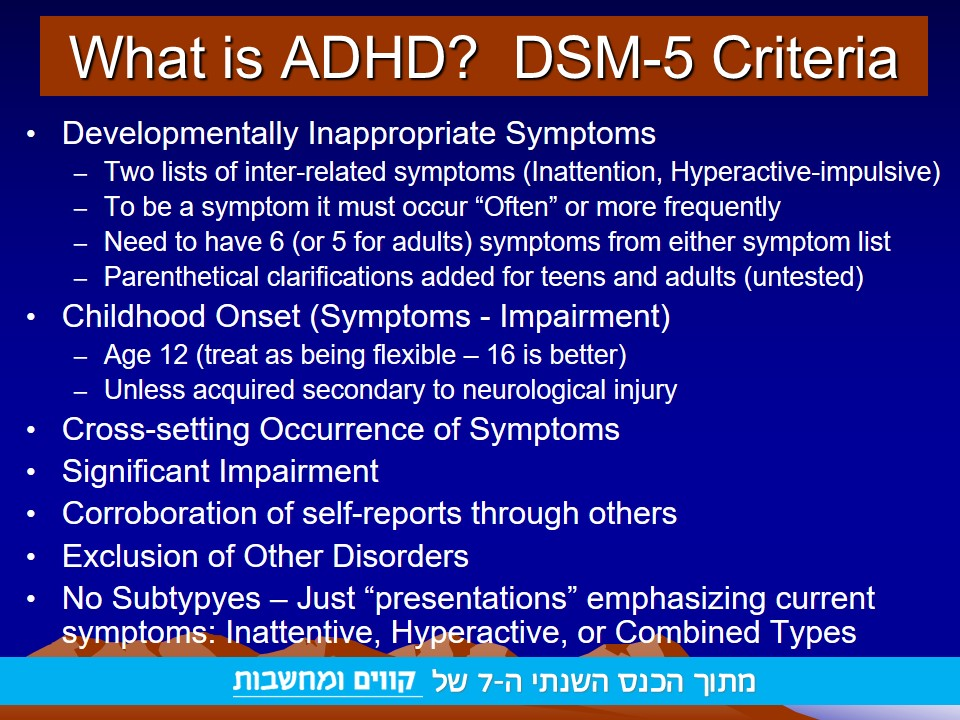 What is ADHD?  DSM-5 Criteria
• Developmentally Inappropriate Symptoms
– Two lists of inter-related symptoms (Inattention, Hyperactive-impulsive)
– To be a symptom it must occur “Often” or more frequently
– Need to have 6 (or 5 for adults) symptoms from either symptom list
– Parenthetical clarifications added for teens and adults (untested)
• Childhood Onset (Symptoms - Impairment)
– Age 12 (treat as being flexible – 16 is better)
– Unless acquired secondary to neurological injury
• Cross-setting Occurrence of Symptoms
• Significant Impairment
• Corroboration of self-reports through others
• Exclusion of Other Disorders
• No Subtypyes – Just “presentations” emphasizing current
symptoms: Inattentive, Hyperactive, or Combined Types
מתוך הכנס השנתי ה-7 של קווים ומחשבות